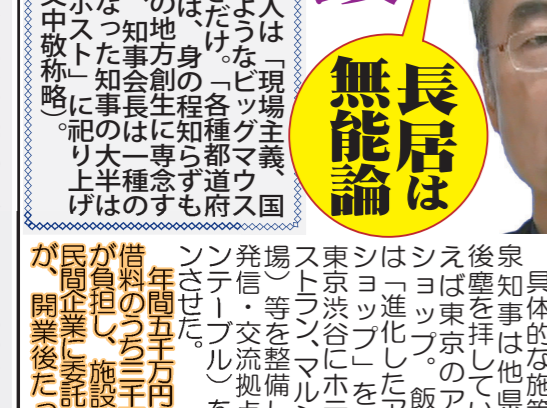 長居は
無能論
人は「現場主義、国
ようなビッグマウス
だけ。「各種都道府
は、身の程知らずも
の地方創生に専念す
、知事会長は一種の
なった知事の大半は
ポスト」に祀り上げ
文中敬称略)。
具体的な施
泉知事は他県
後塵を拝してい
えば東京のア
ショップ。飯
は「進化したア
ショップ」を
東京渋谷にホテ
ストラン、マルシ
場)等を整備し
発信・交流拠点
ンテーブル)を
ンさせた。
年間五千万円
借料のうち三千
が負担し、施設
民間企業に委託
が、開業後たっ